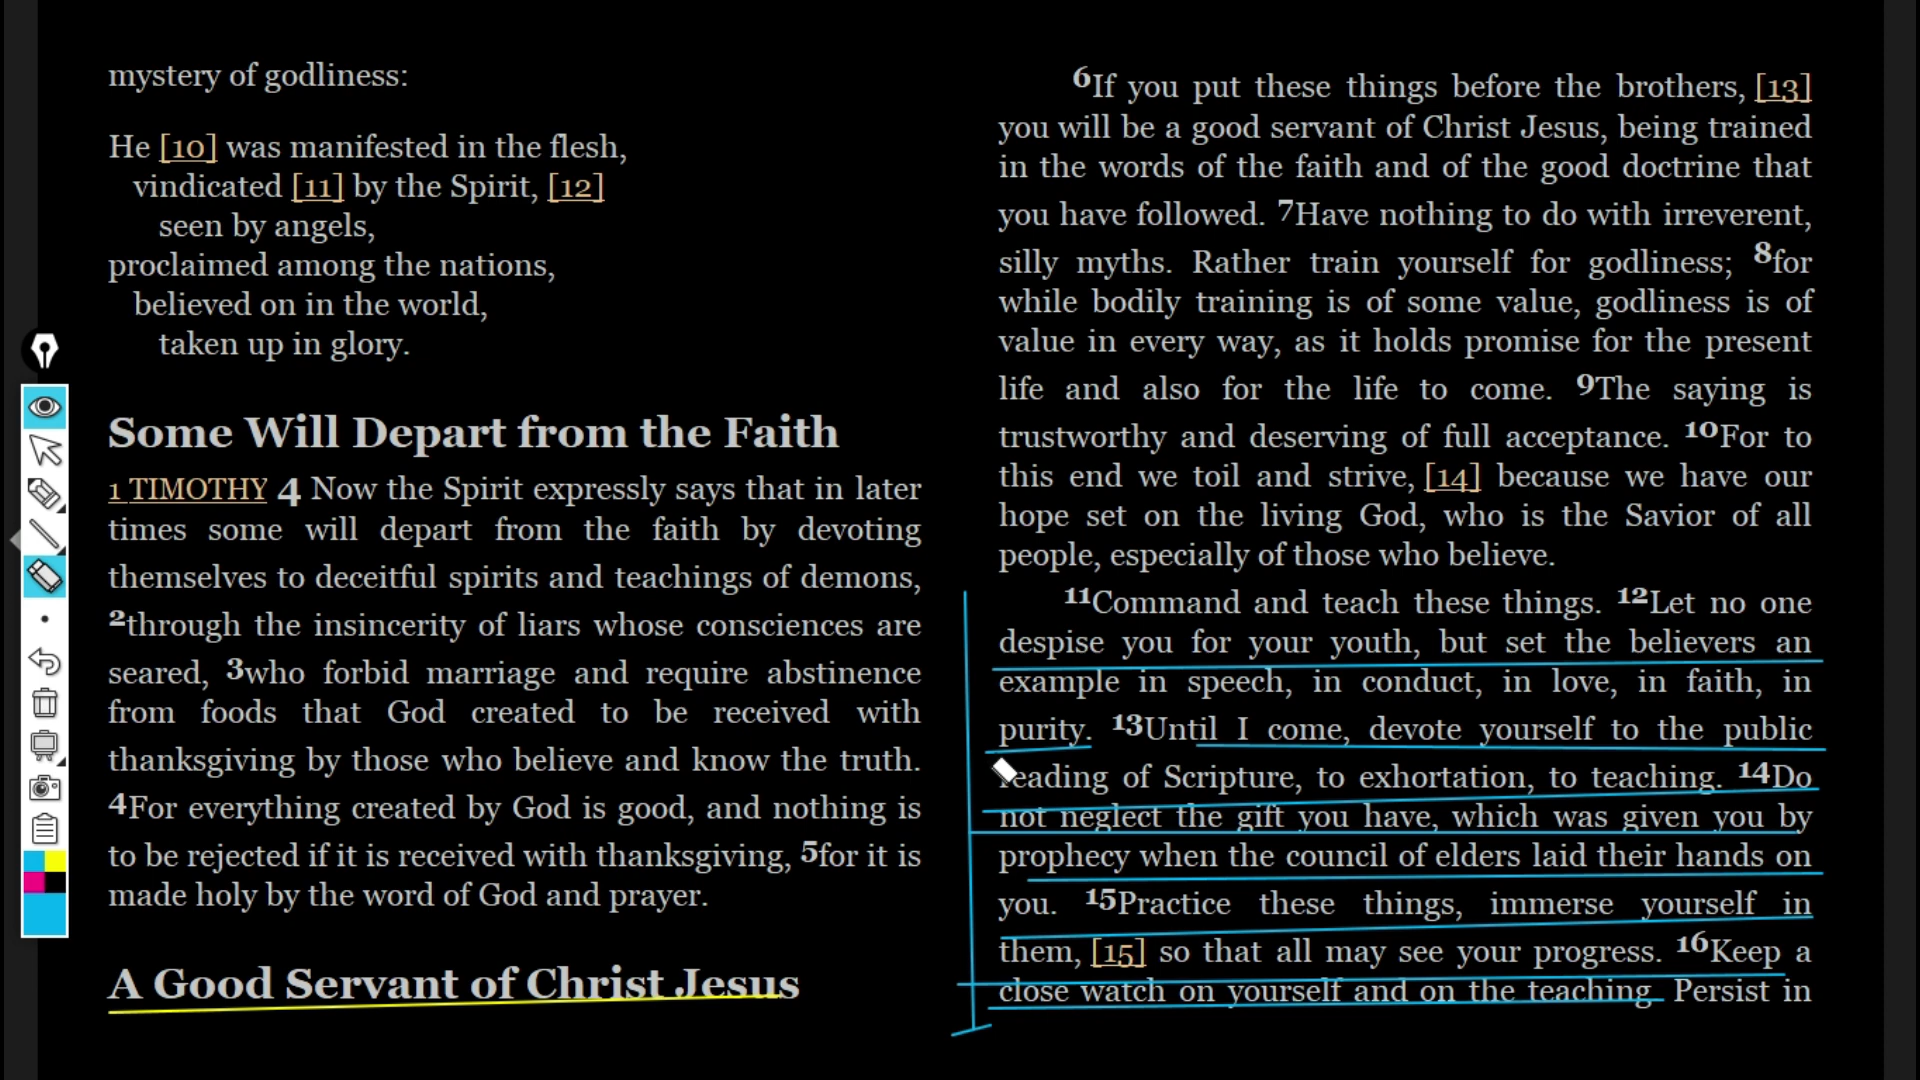 mystery of godliness:
He [10] was manifested in the flesh,
vindicated [11] by the Spirit, [12]
seen by angels,
proclaimed among the nations,
believed on in the world,
taken up in glory.
Some Will Depart from the Faith
1 TIMOTHY 4 Now the Spirit expressly says that in later
times some will depart from the faith by devoting
themselves to deceitful spirits and teachings of demons,
2through the insincerity of liars whose consciences are
seared, 3who forbid marriage and require abstinence
from foods that God created to be received with
thanksgiving by those who believe and know the truth.
4For everything created by God is good, and nothing is
to be rejected if it is received with thanksgiving, 5for it is
made holy by the word of God and prayer.
A Good Servant of Christ Jesus
6If you put these things before the brothers, [13]
you will be a good servant of Christ Jesus, being trained
in the words of the faith and of the good doctrine that
you have followed. 7Have nothing to do with irreverent,
silly myths. Rather train yourself for godliness; 8for
while bodily training is of some value, godliness is of
value in every way, as it holds promise for the present
life and also for the life to come. 9The saying is
trustworthy and deserving of full acceptance. 10For to
this end we toil and strive, [14] because we have our
hope set on the living God, who is the Savior of all
people, especially of those who believe.
11Command and teach these things. 12Let no one
despise you for your youth, but set the believers an
example in speech, in conduct, in love, in faith, in
purity. 13Until I come, devote yourself to the public
reading of Scripture, to exhortation, to teaching. 14Do
not neglect the gift you have, which was given you by
prophecy when the council of elders laid their hands on
you. 15Practice these things, immerse yourself in
them, [15] so that all may see your progress. 16Keep a
close watch on yourself and on the teaching. Persist in